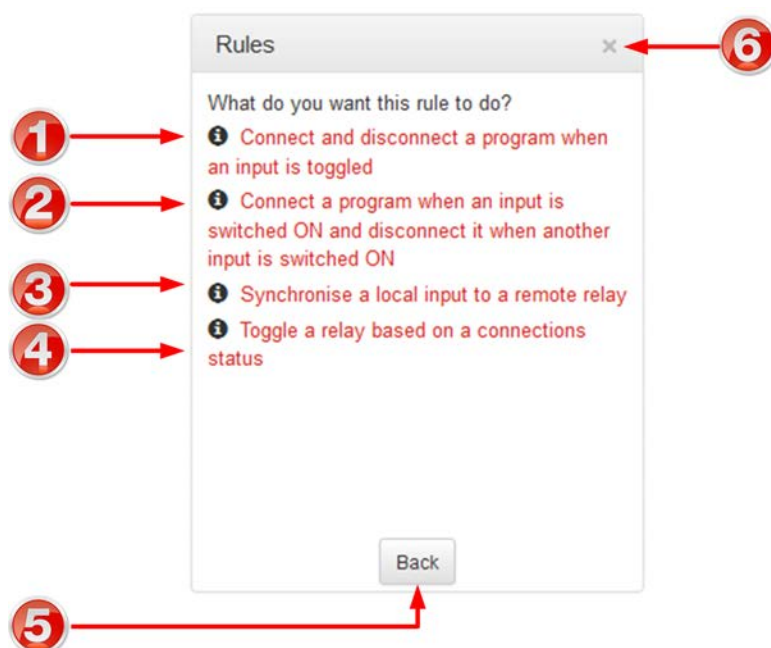 Rules
×
6
What do you want this rule to do?
1
Connect and disconnect a program when
an input is toggled
2
Connect a program when an input is
switched ON and disconnect it when another
input is switched ON
3
Synchronise a local input to a remote relay
4
Toggle a relay based on a connections
status
Back
5